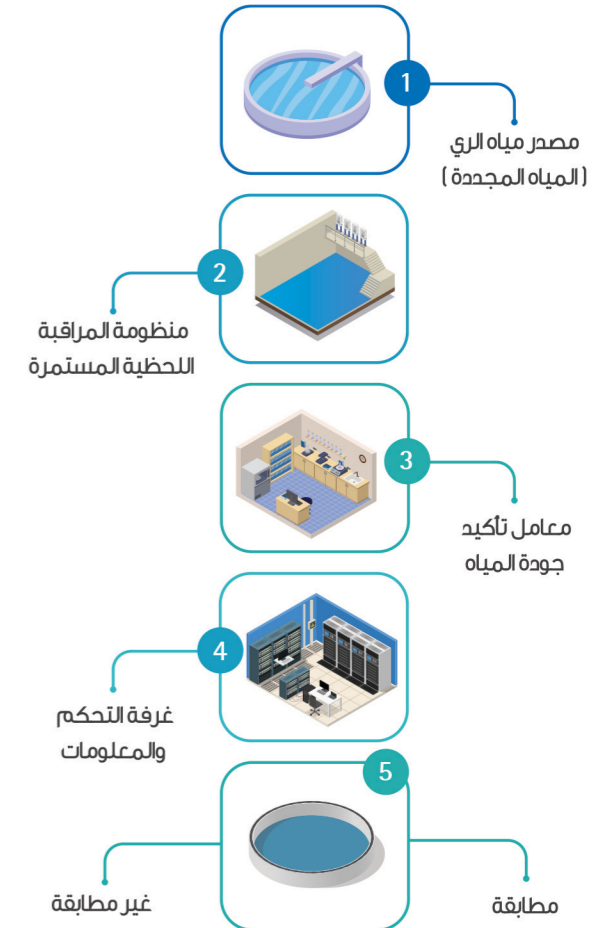 1
مصدر مياه الري
( المياه المجددة )
2
منظومة المراقبة
اللحظية المستمرة
3
معامل تأكيد
جودة المياه
4
غرفة التحكم
والمعلومات
5
مطابقة
غير مطابقة